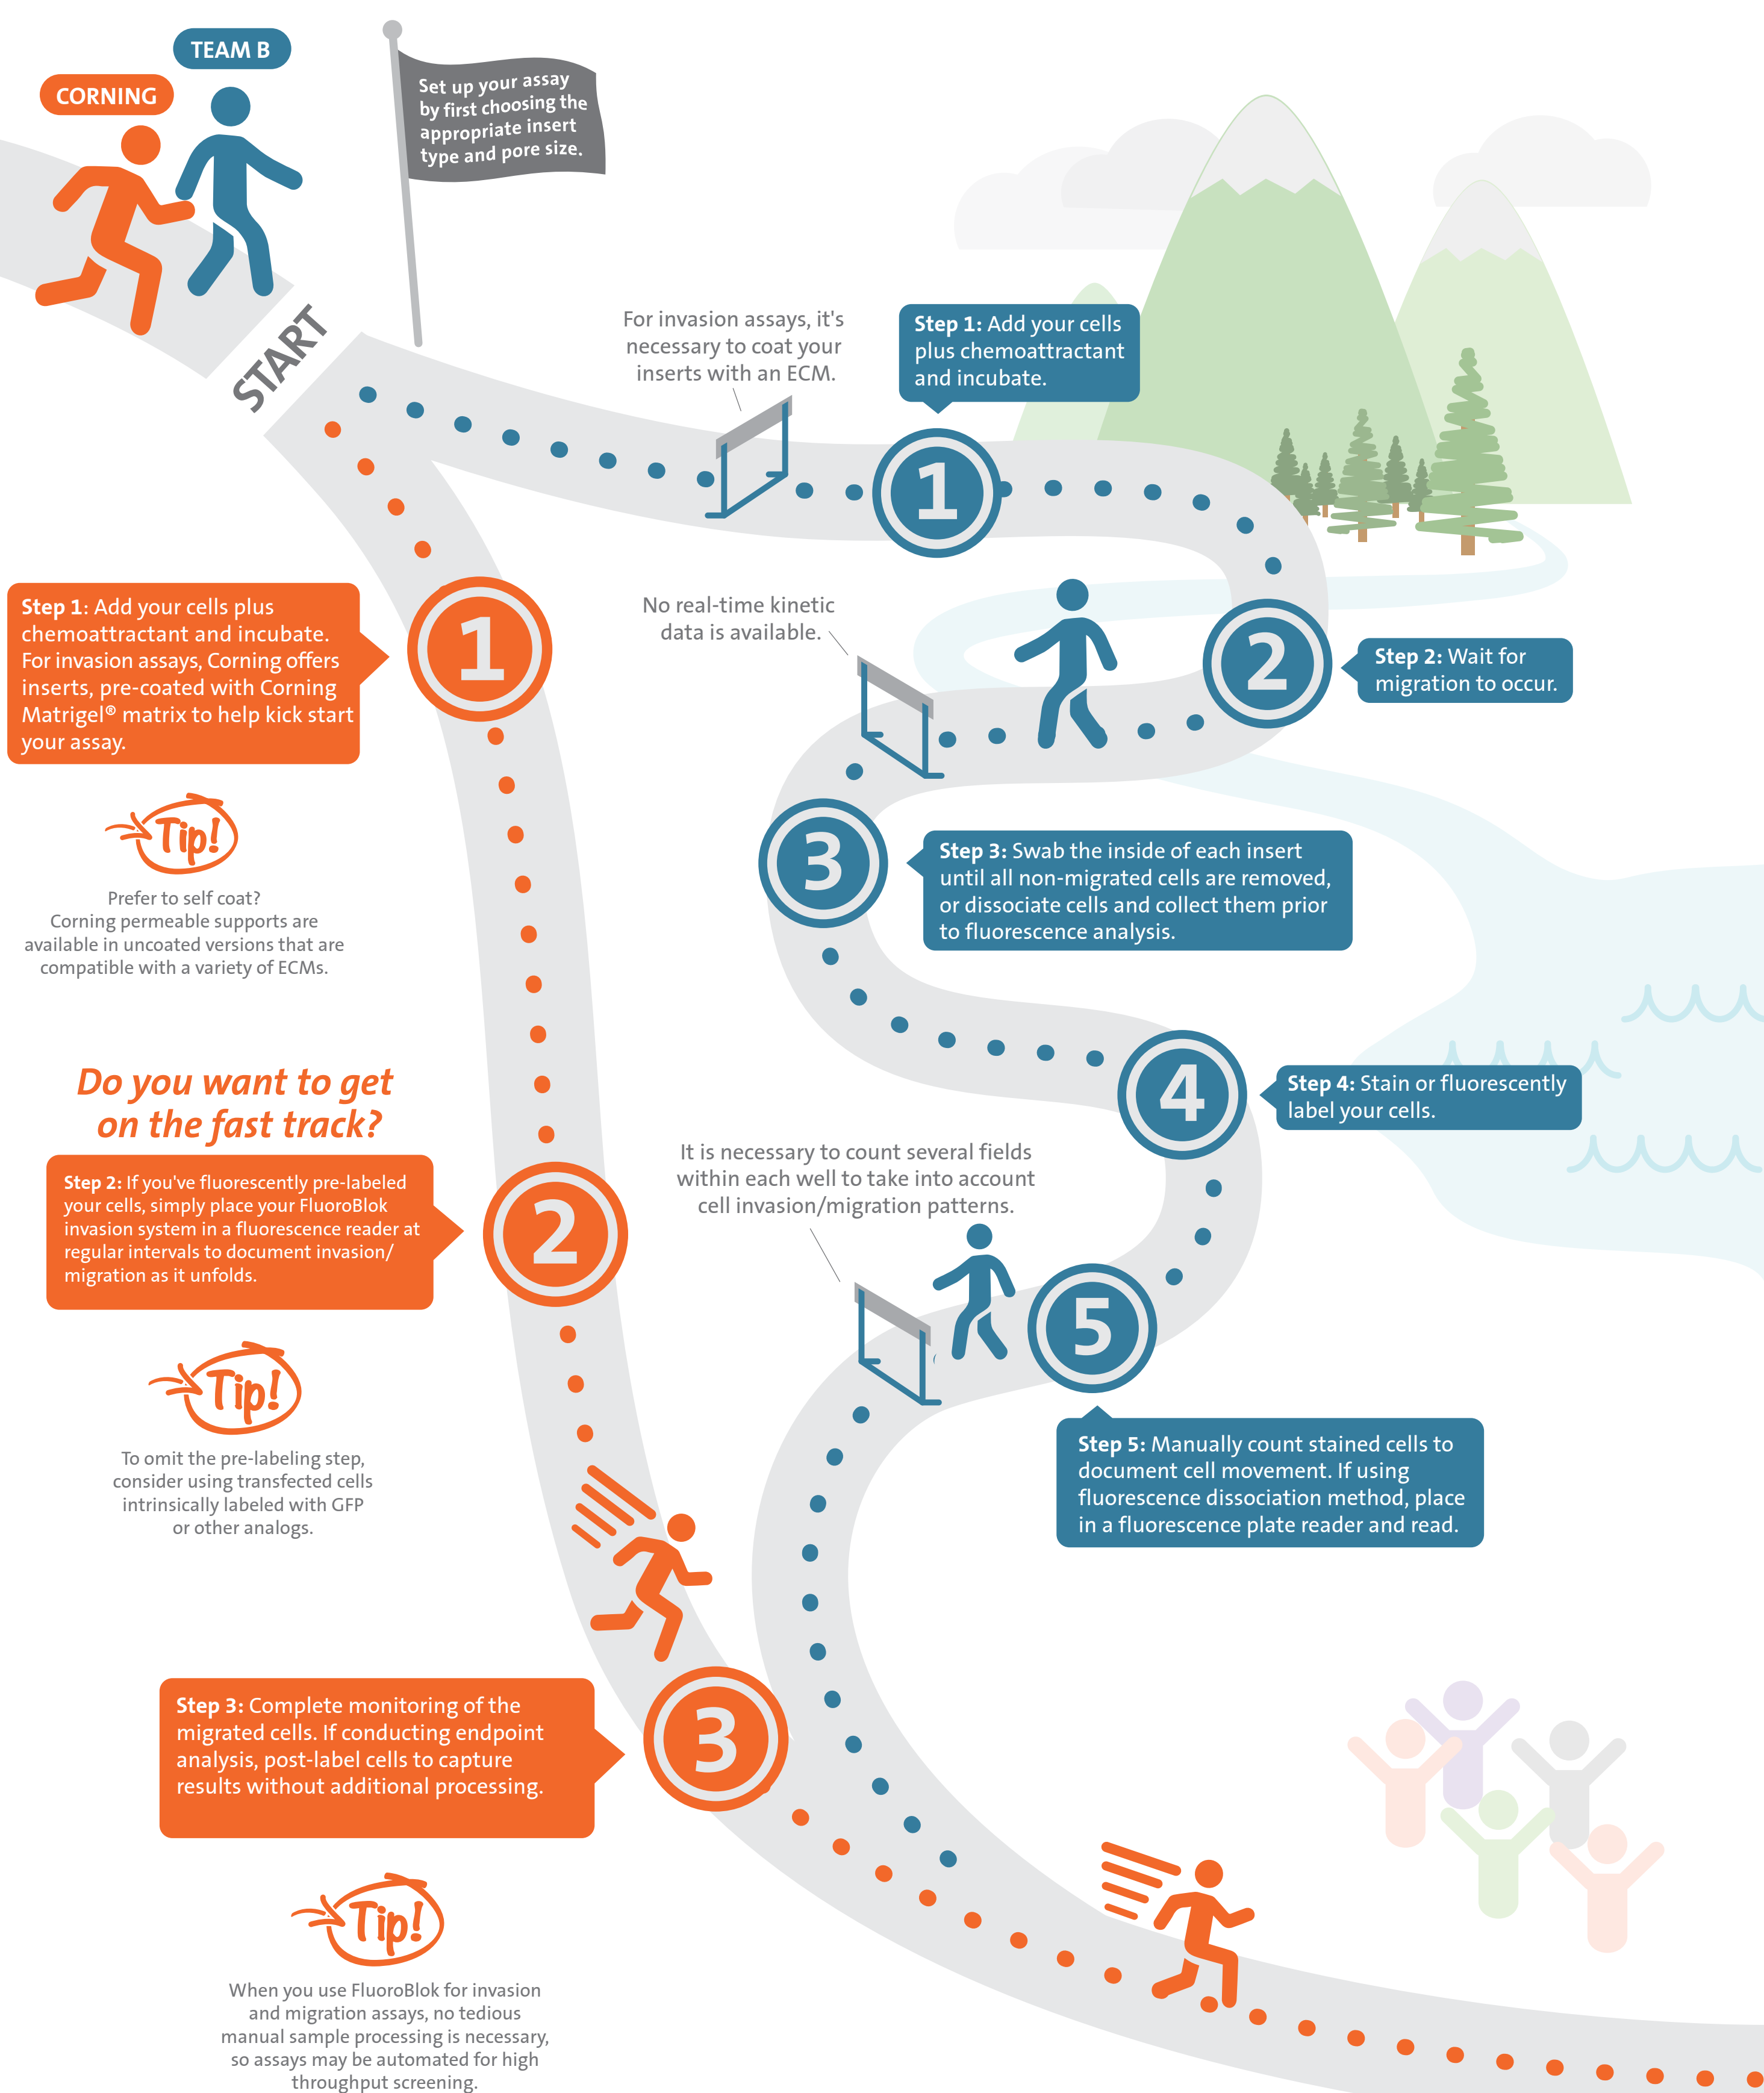 TEAM B
CORNING
Set up your assay
by first choosing the
appropriate insert
type and pore size.
START
For invasion assays, it's
necessary to coat your
inserts with an ECM.
Step 1: Add your cells
plus chemoattractant
and incubate.
1
Step 1: Add your cells plus
chemoattractant and incubate.
For invasion assays, Corning offers
inserts, pre-coated with Corning
Matrigel® matrix to help kick start
your assay.
1
No real-time kinetic
data is available.
2
Step 2: Wait for
migration to occur.
Tip!
Prefer to self coat?
Corning permeable supports are
available in uncoated versions that are
compatible with a variety of ECMs.
3
Step 3: Swab the inside of each insert
until all non-migrated cells are removed,
or dissociate cells and collect them prior
to fluorescence analysis.
Do you want to get
on the fast track?
4
Step 4: Stain or fluorescently
label your cells.
Step 2: If you've fluorescently pre-labeled
your cells, simply place your FluoroBlok
invasion system in a fluorescence reader at
regular intervals to document invasion/
migration as it unfolds.
2
It is necessary to count several fields
within each well to take into account
cell invasion/migration patterns.
5
Tip!
To omit the pre-labeling step,
consider using transfected cells
intrinsically labeled with GFP
or other analogs.
Step 5: Manually count stained cells to
document cell movement. If using
fluorescence dissociation method, place
in a fluorescence plate reader and read.
Step 3: Complete monitoring of the
migrated cells. If conducting endpoint
analysis, post-label cells to capture
results without additional processing.
3
Tip!
When you use FluoroBlok for invasion
and migration assays, no tedious
manual sample processing is necessary,
so assays may be automated for high
throughput screening.